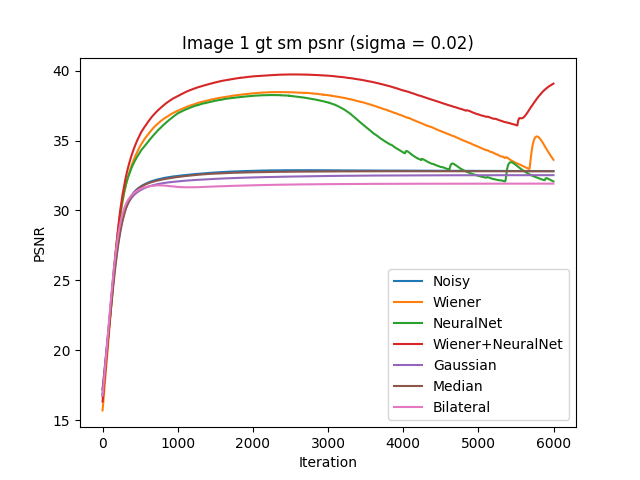 Image 1 gt sm psnr (sigma = 0.02)
PSNR
40
35
30
25
20
15
Noisy
Wiener
NeuralNet
Wiener+NeuralNet
Gaussian
Median
Bilateral
0 1000 2000 3000 4000 5000 6000
Iteration